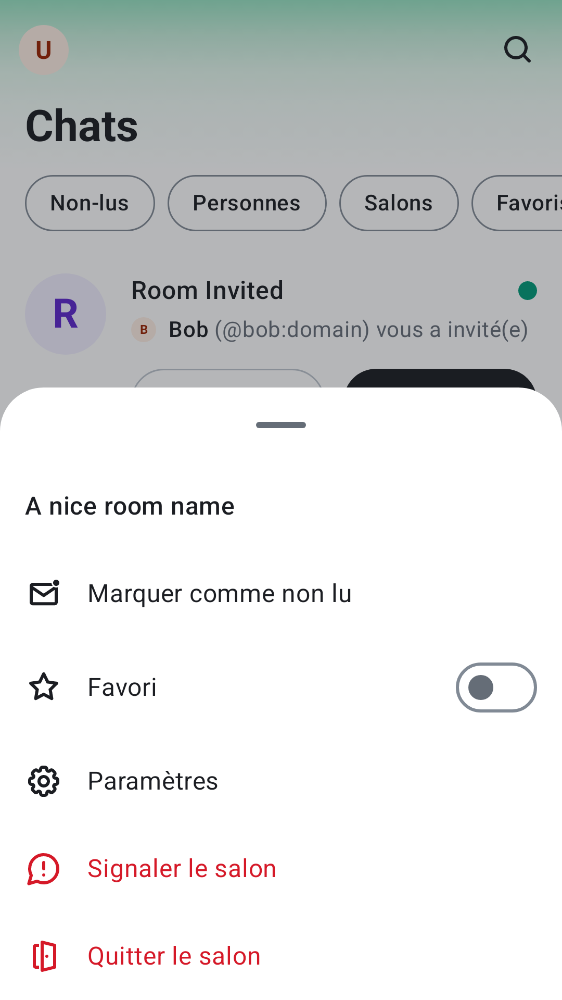 U
Chats
Non-lus
Personnes
Salons
Favoris
R
Room Invited
B Bob (@bob:domain) vous a invité(e)
A nice room name
Marquer comme non lu
Favori
Paramètres
Signaler le salon
Quitter le salon